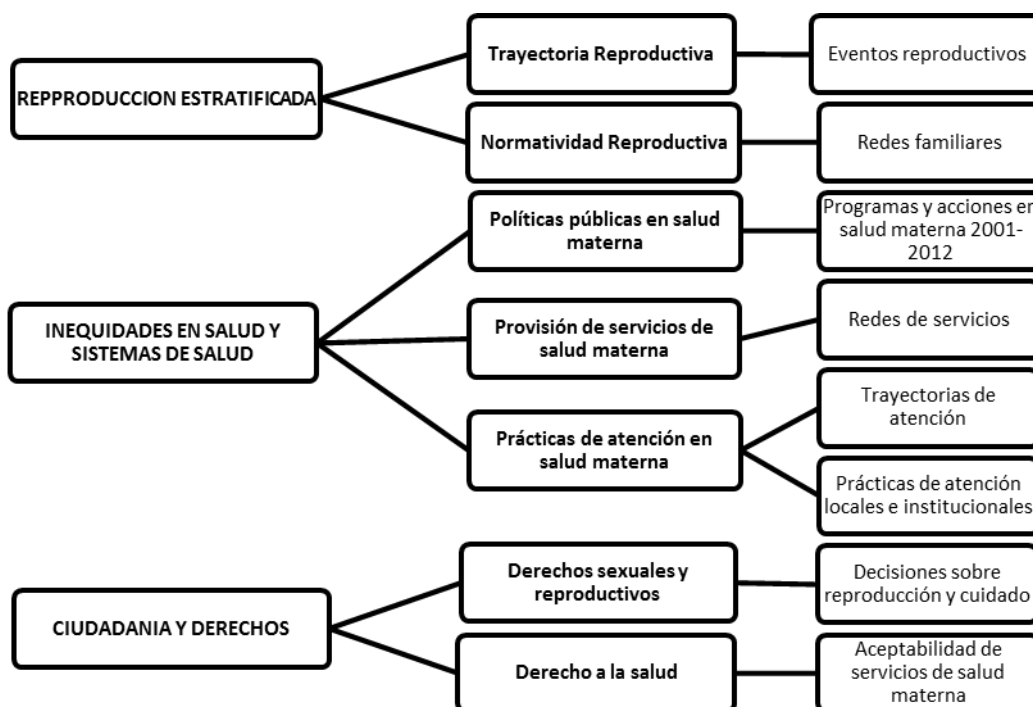 REPPRODUCCION ESTRATIFICADA
Trayectoria Reproductiva
Eventos reproductivos
Normatividad Reproductiva
Redes familiares
INEQUIDADES EN SALUD Y
SISTEMAS DE SALUD
Políticas públicas en salud
materna
Programas y acciones en
salud materna 2001-
2012
Provisión de servicios de
salud materna
Redes de servicios
Prácticas de atención en
salud materna
Trayectorias de
atención
Prácticas de atención
locales e institucionales
CIUDADANIA Y DERECHOS
Derechos sexuales y
reproductivos
Decisiones sobre
reproducción y cuidado
Derecho a la salud
Aceptabilidad de
servicios de salud
materna